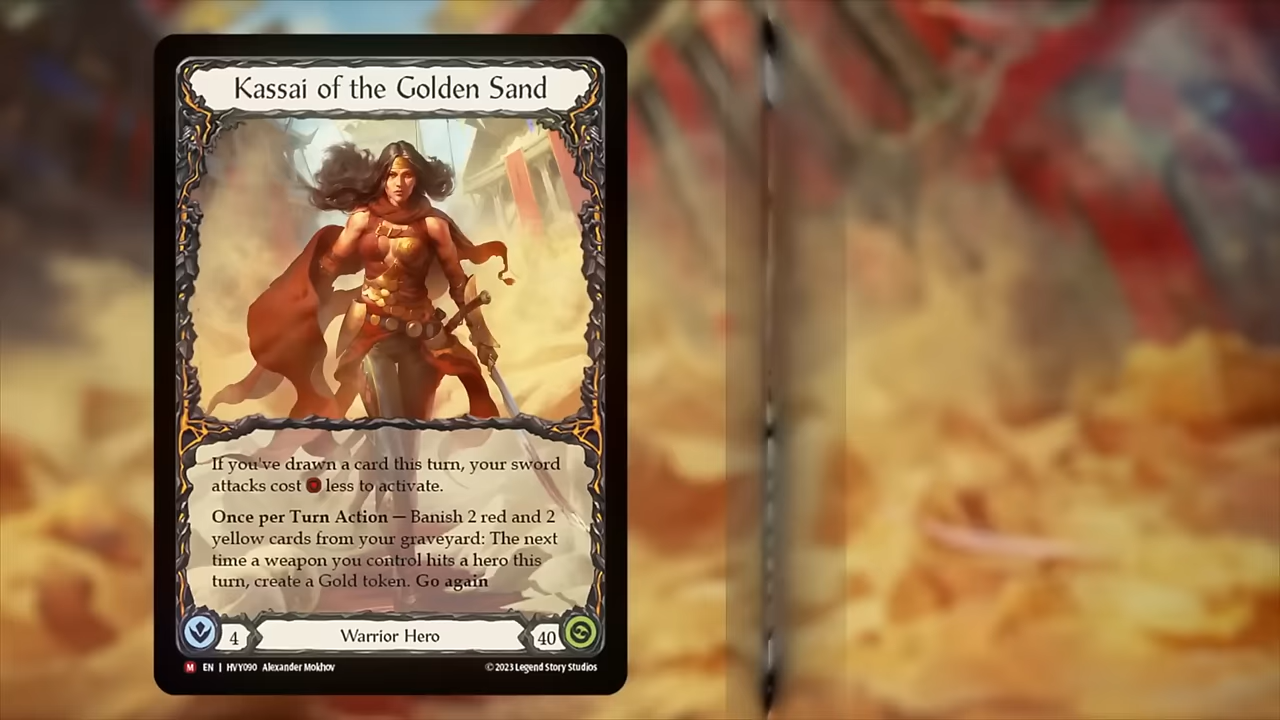 Kassai of the Golden Sand
If you've drawn a card this turn, your sword
attacks cost less to activate.
Once per Turn Action — Banish 2 red and 2
yellow cards from your graveyard: The next
time a weapon you control hits a hero this
turn, create a Gold token. Go again
4 Warrior Hero 40
M EN | HVY090 Alexander Mokhov © 2023 Legend Story Studios